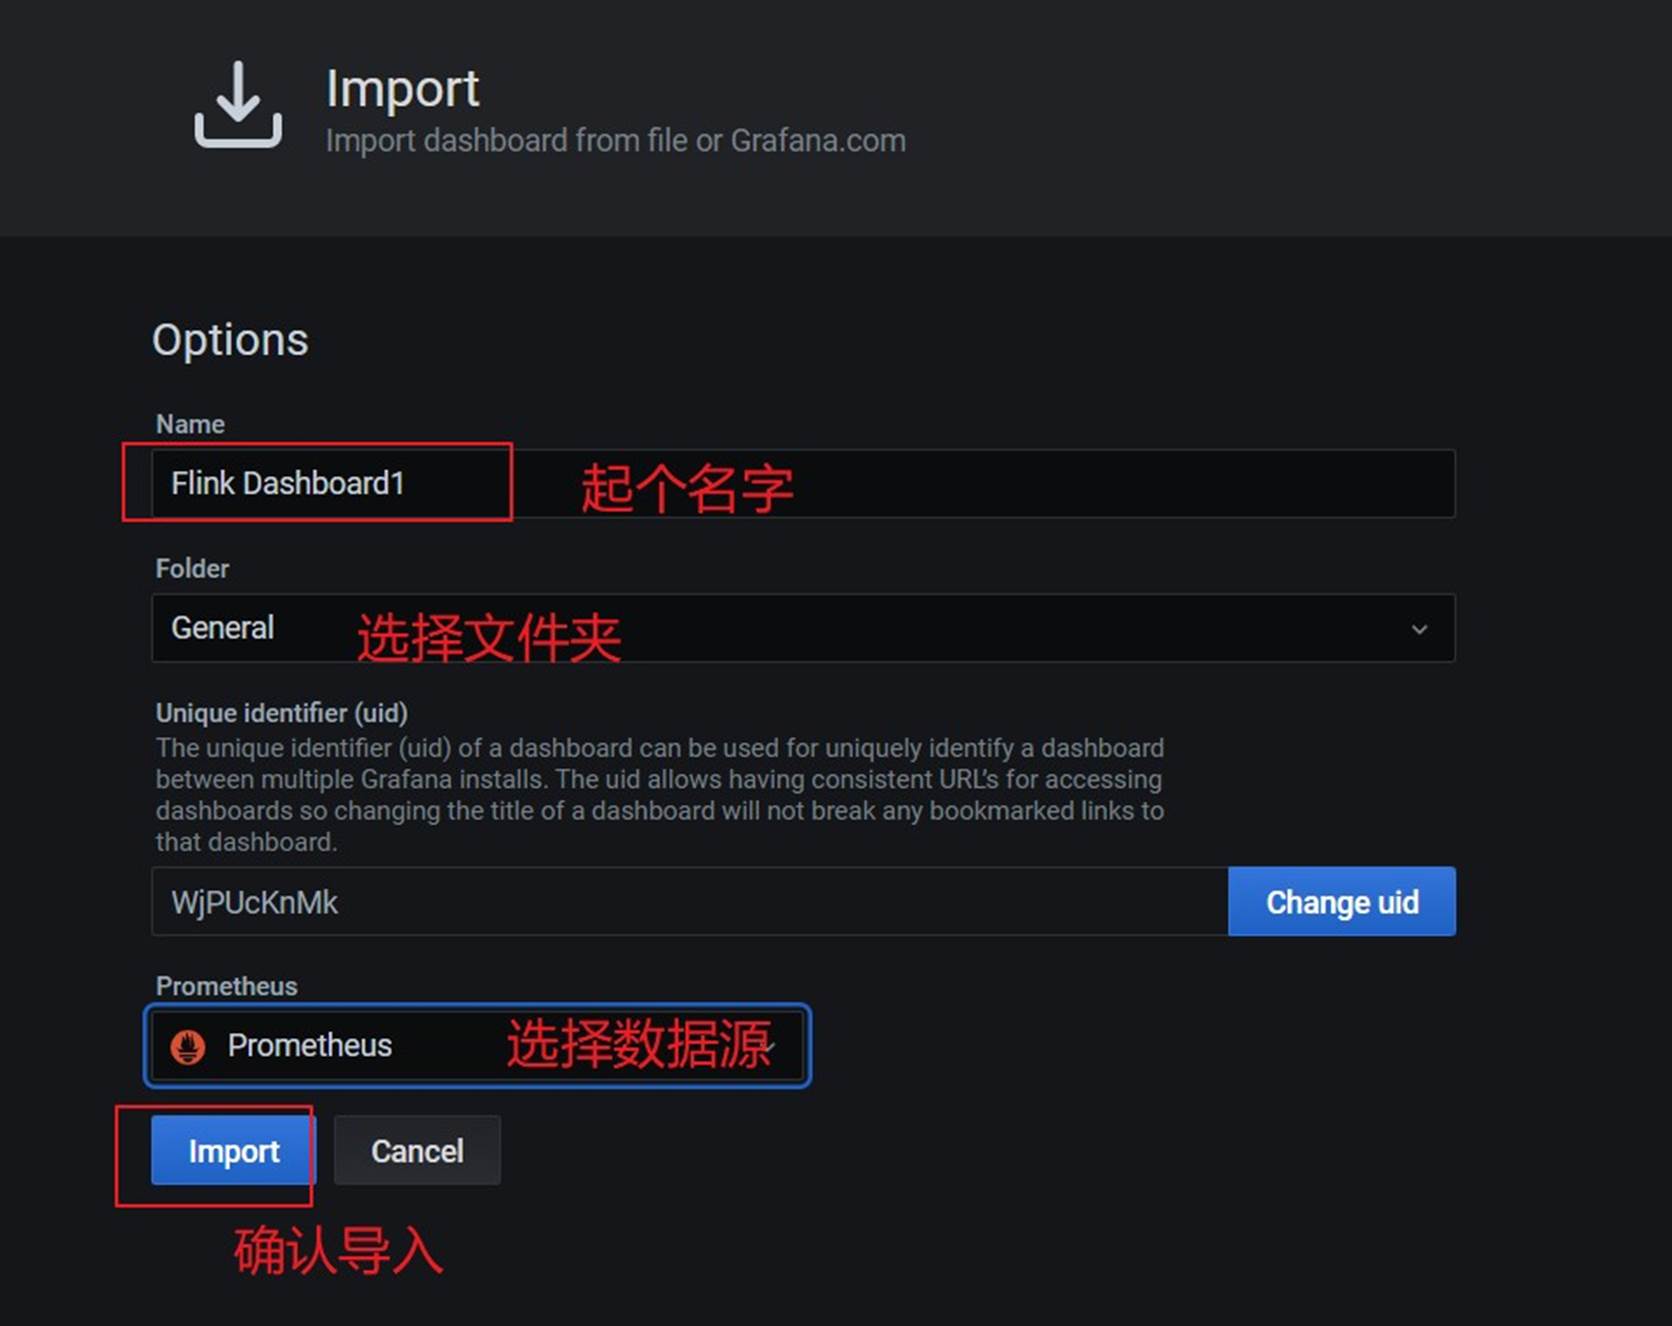 Import
Import dashboard from file or Grafana.com
Options
Name
Flink Dashboard1 起个名字
Folder
General 选择文件夹
Unique identifier (uid)
The unique identifier (uid) of a dashboard can be used for uniquely identify a dashboard
between multiple Grafana installs. The uid allows having consistent URL’s for accessing
dashboards so changing the title of a dashboard will not break any bookmarked links to
that dashboard.
WjPUcKnMk Change uid
Prometheus
Prometheus 选择数据源
Import Cancel
确认导入